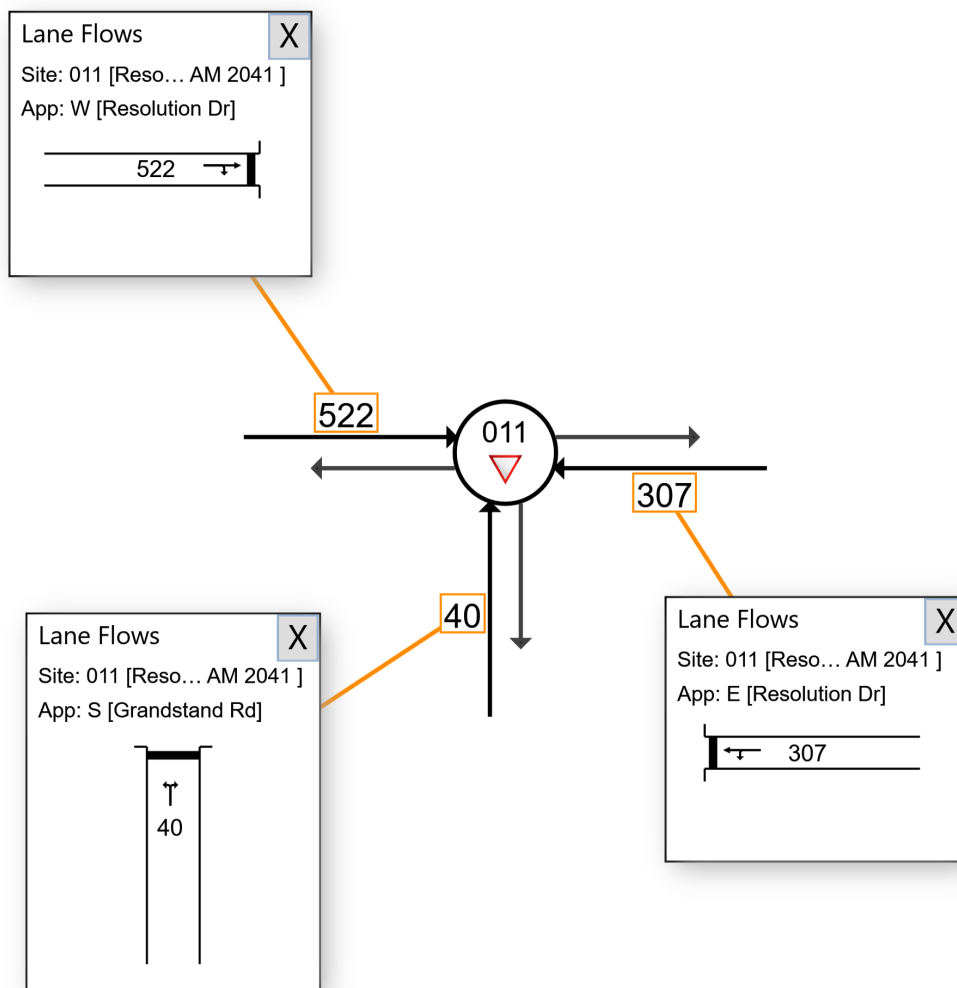 Lane Flows
X
Site: 011 [Reso... AM 2041 ]
App: W [Resolution Dr]
522
522
011
307
40
Lane Flows
X
Site: 011 [Reso... AM 2041 ]
App: S [Grandstand Rd]
40
Lane Flows
X
Site: 011 [Reso... AM 2041 ]
App: E [Resolution Dr]
307